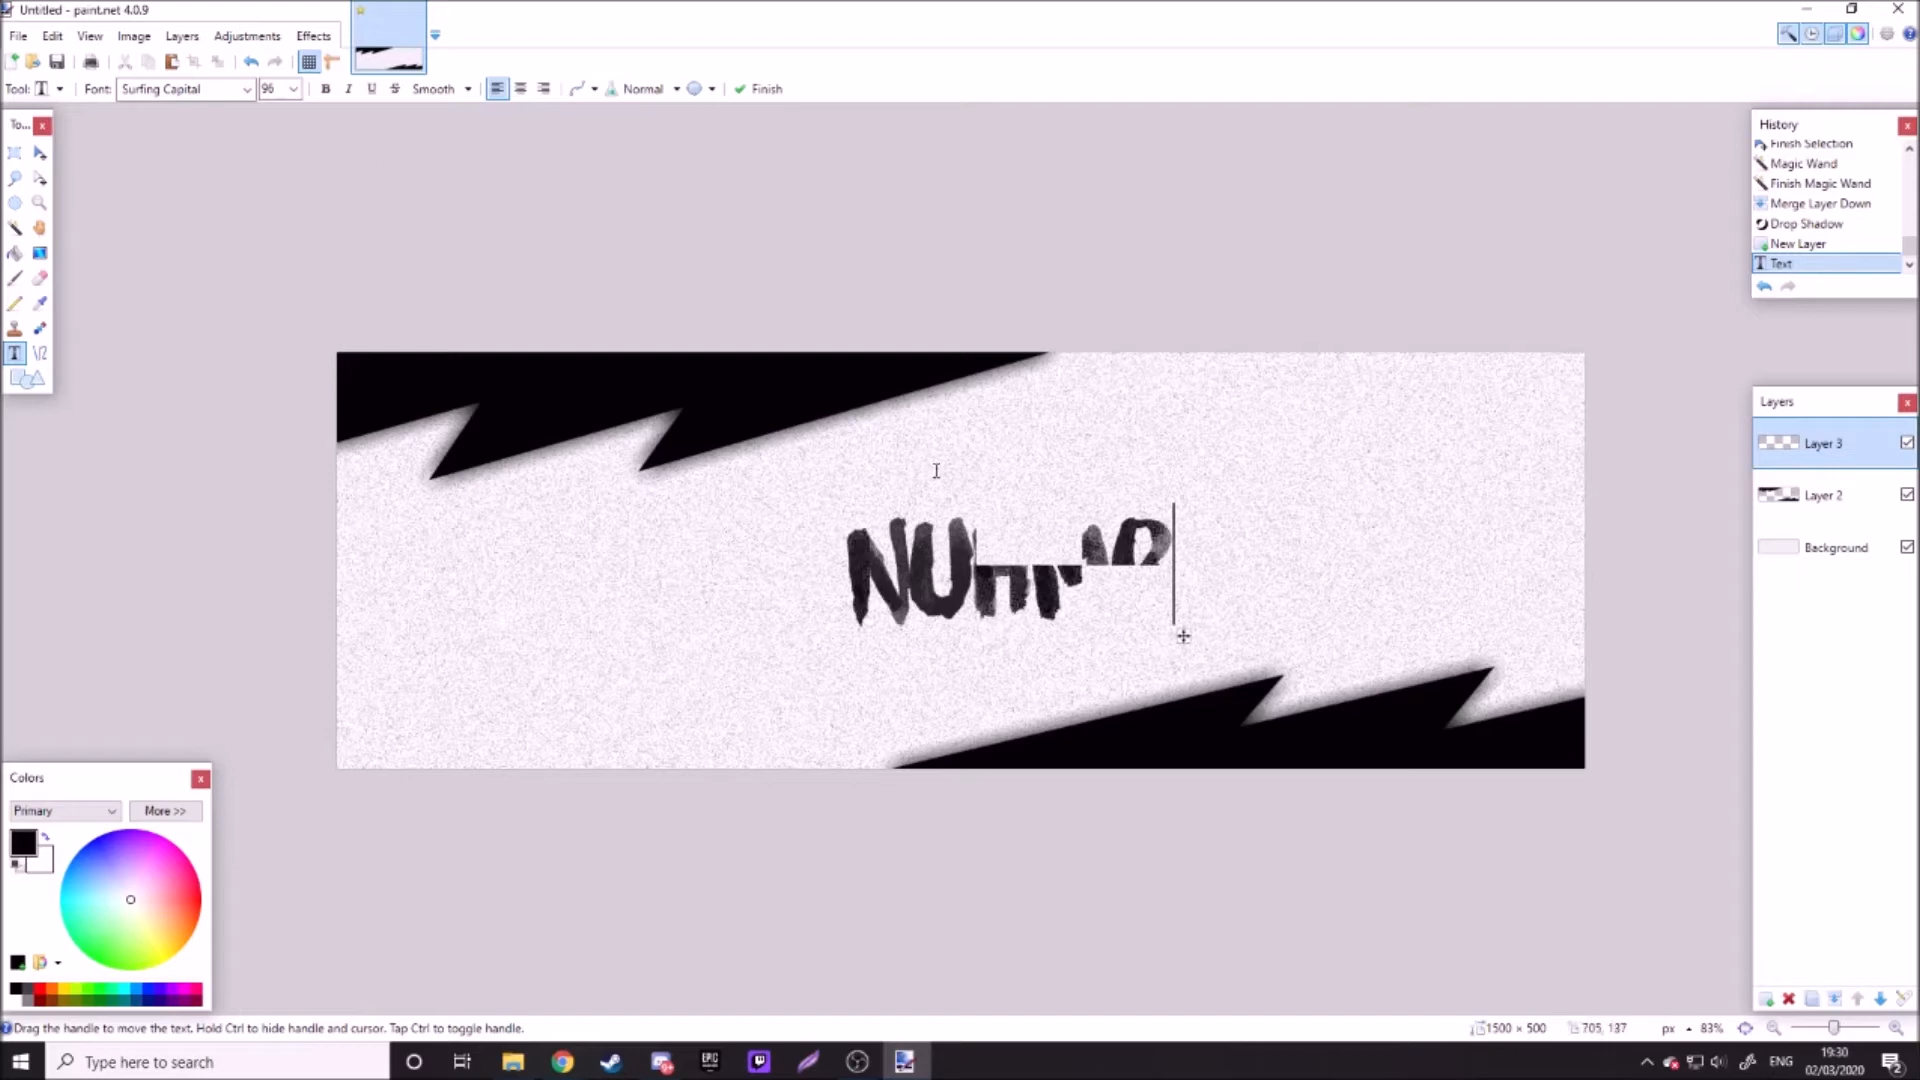 Untitled - paint.net 4.0.9
File Edit View Image Layers Adjustments Effects
Tool: T Font: Surfing Capital 96 B I U S Smooth Normal Finish
To...
History
Finish Selection
Magic Wand
Finish Magic Wand
Merge Layer Down
Drop Shadow
New Layer
Text
Layers
Layer 3
Layer 2
Background
Colors
Primary More >>
Drag the handle to move the text. Hold Ctrl to hide handle and cursor. Tap Ctrl to toggle handle.
1500 × 500 705, 137 px 83%
Type here to search
EPIC
ENG
19:30
02/03/2020